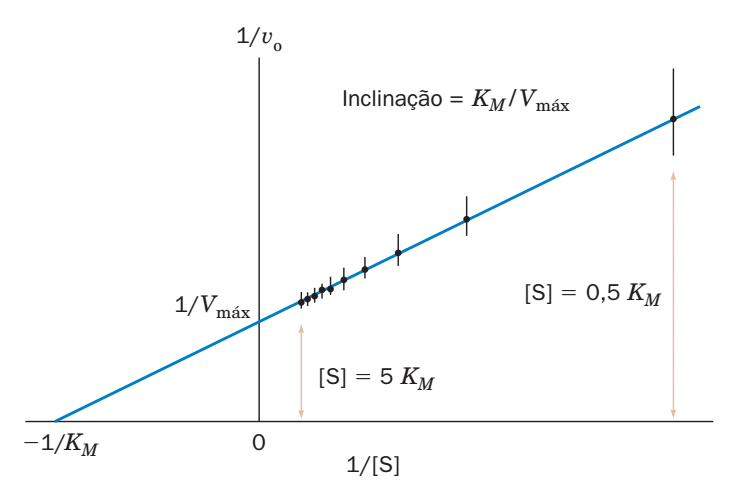 1/v₀
Inclinação = K_M/V_máx
1/V_máx
[S] = 0,5 K_M
[S] = 5 K_M
−1/K_M
0
1/[S]